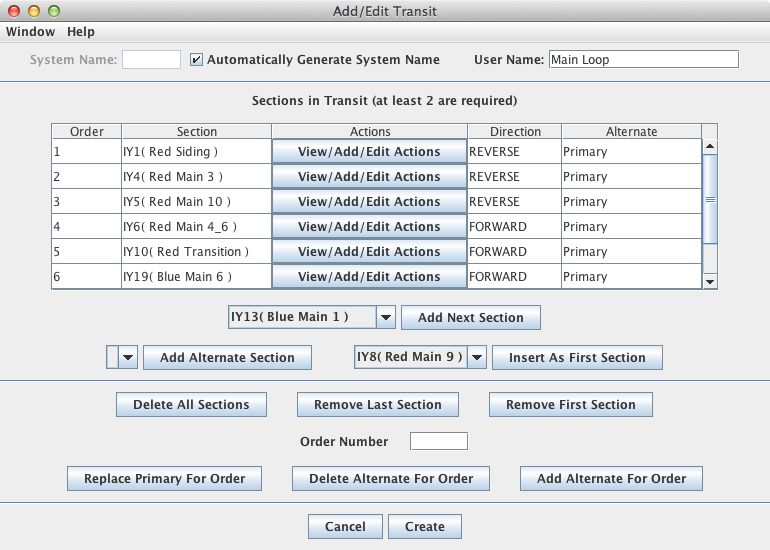 Add/Edit Transit
Window Help
System Name: Automatically Generate System Name User Name: Main Loop
Sections in Transit (at least 2 are required)
Order Section Actions Direction Alternate
1 IY1( Red Siding ) View/Add/Edit Actions REVERSE Primary
2 IY4( Red Main 3 ) View/Add/Edit Actions REVERSE Primary
3 IY5( Red Main 10 ) View/Add/Edit Actions REVERSE Primary
4 IY6( Red Main 4_6 ) View/Add/Edit Actions FORWARD Primary
5 IY10( Red Transition ) View/Add/Edit Actions FORWARD Primary
6 IY19( Blue Main 6 ) View/Add/Edit Actions FORWARD Primary
IY13( Blue Main 1 ) Add Next Section
Add Alternate Section IY8( Red Main 9 ) Insert As First Section
Delete All Sections Remove Last Section Remove First Section
Order Number
Replace Primary For Order Delete Alternate For Order Add Alternate For Order
Cancel Create